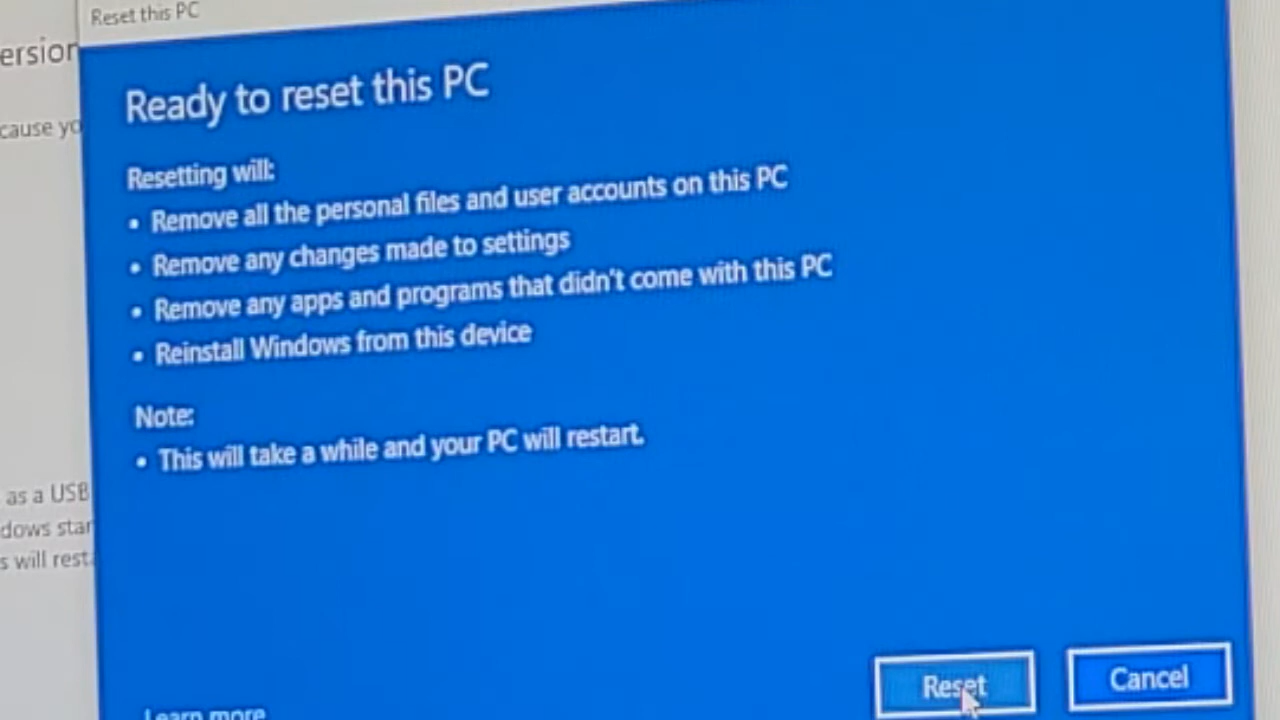 Reset this PC
ersion
cause yo
Ready to reset this PC
Resetting will:
• Remove all the personal files and user accounts on this PC
• Remove any changes made to settings
• Remove any apps and programs that didn't come with this PC
• Reinstall Windows from this device
Note:
• This will take a while and your PC will restart.
as a USB
dows star
s will resta
Reset
Cancel
Learn more